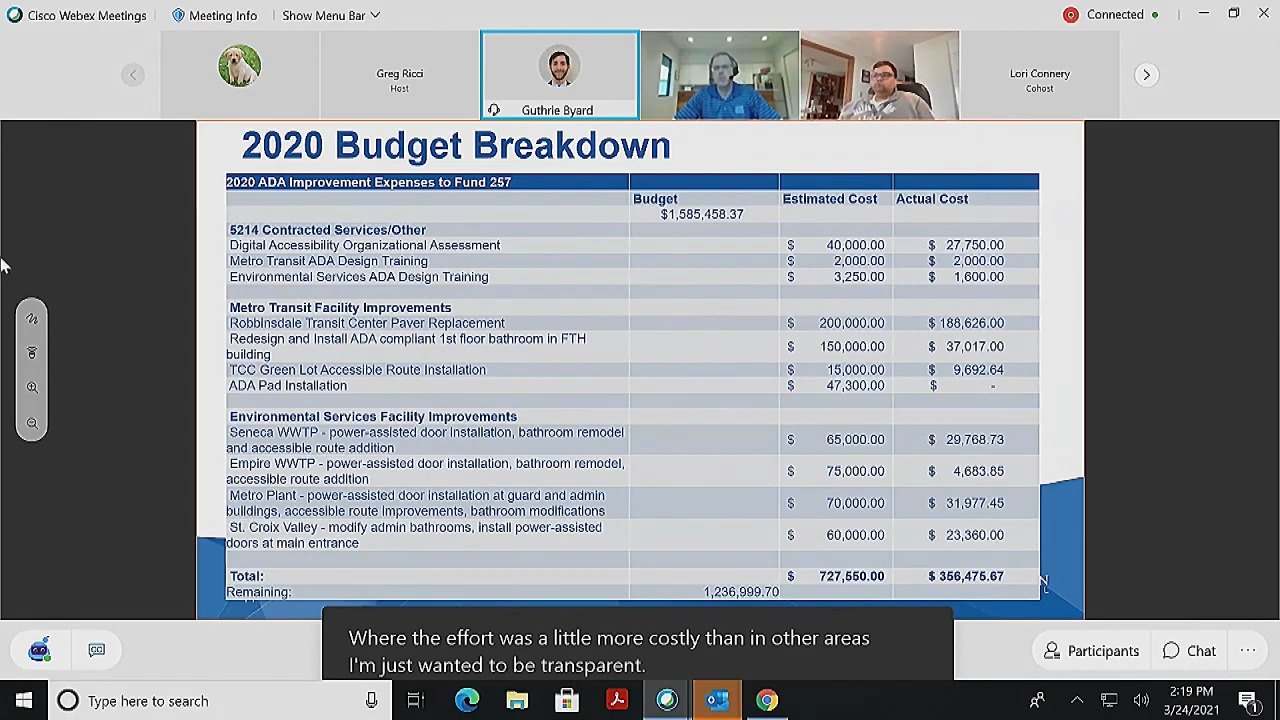 Cisco Webex Meetings Meeting Info Show Menu Bar Connected
Greg Ricci
Host
Guthrie Byard
Lori Connery
Cohost
2020 Budget Breakdown
2020 ADA Improvement Expenses to Fund 257
Budget Estimated Cost Actual Cost
$1,585,458.37
5214 Contracted Services/Other
Digital Accessibility Organizational Assessment $ 40,000.00 $ 27,750.00
Metro Transit ADA Design Training $ 2,000.00 $ 2,000.00
Environmental Services ADA Design Training $ 3,250.00 $ 1,600.00
Metro Transit Facility Improvements
Robbinsdale Transit Center Paver Replacement $ 200,000.00 $ 188,626.00
Redesign and Install ADA compliant 1st floor bathroom in FTH
building $ 150,000.00 $ 37,017.00
TCC Green Lot Accessible Route Installation $ 15,000.00 $ 9,692.64
ADA Pad Installation $ 47,300.00 $ -
Environmental Services Facility Improvements
Seneca WWTP - power-assisted door installation, bathroom remodel
and accessible route addition $ 65,000.00 $ 29,768.73
Empire WWTP - power-assisted door installation, bathroom remodel,
accessible route addition $ 75,000.00 $ 4,683.85
Metro Plant - power-assisted door installation at guard and admin
buildings, accessible route improvements, bathroom modifications $ 70,000.00 $ 31,977.45
St. Croix Valley - modify admin bathrooms, install power-assisted
doors at main entrance $ 60,000.00 $ 23,360.00
Total: $ 727,550.00 $ 356,475.67
Remaining: 1,236,999.70
Where the effort was a little more costly than in other areas
I'm just wanted to be transparent.
CC
Participants Chat
Type here to search
2:19 PM
3/24/2021
1